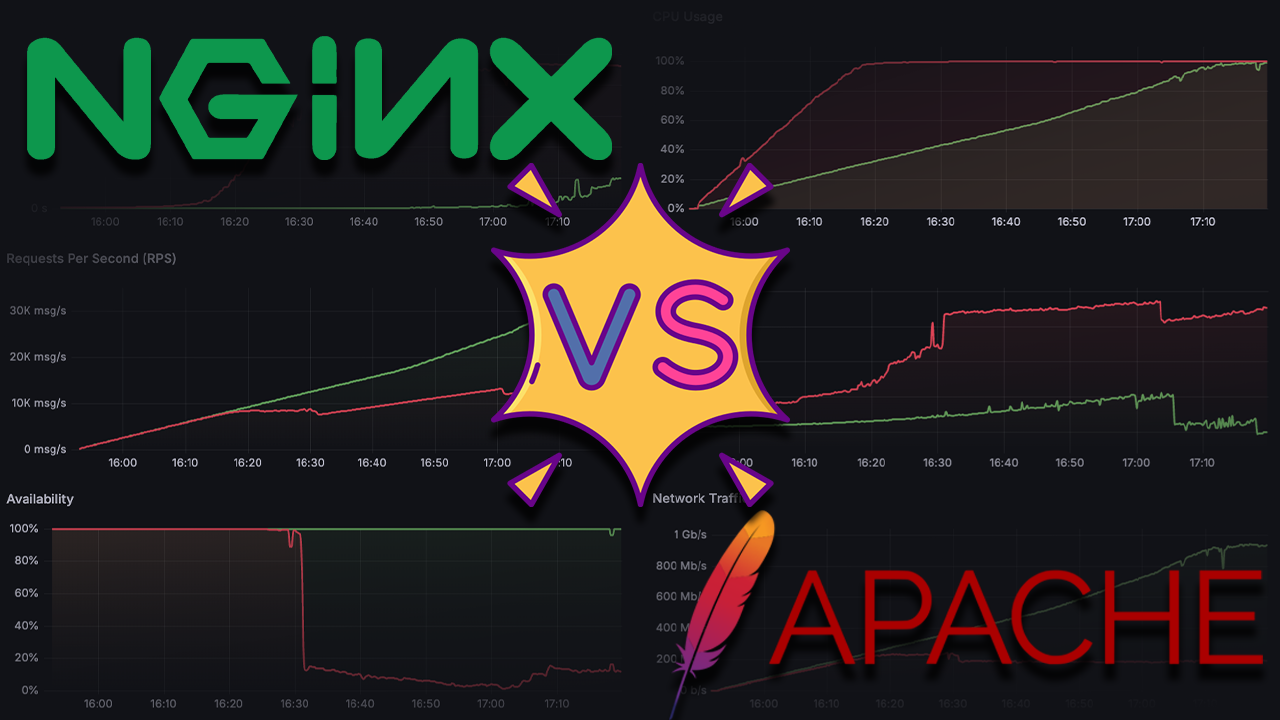 NGINX
CPU Usage
100%
80%
60%
40%
20%
0%
0 s
16:00 16:10 16:20 16:30 16:40 16:50 17:00 17:10
16:00 16:10 16:20 16:30 16:40 16:50 17:00 17:10
Requests Per Second (RPS)
30K msg/s
20K msg/s
10K msg/s
0 msg/s
16:00 16:10 16:20 16:30 16:40 16:50 17:00 :10
VS
:00 16:10 16:20 16:30 16:40 16:50 17:00 17:10
Availability
100%
80%
60%
40%
20%
0%
16:00 16:10 16:20 16:30 16:40 16:50 17:00 17:10
Network Traffi
1 Gb/s
800 Mb/s
600 Mb/
400 M
200
b/s
16:00 16:10 16:20 16:30 16:40 16:50 17:00 17:10
APACHE